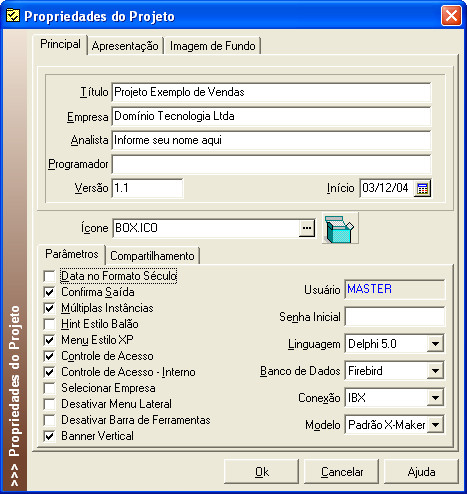 Propriedades do Projeto
Principal Apresentação Imagem de Fundo
Título Projeto Exemplo de Vendas
Empresa Domínio Tecnologia Ltda
Analista Informe seu nome aqui
Programador
Versão 1.1 Início 03/12/04
Ícone BOX.ICO ...
Parâmetros Compartilhamento
Data no Formato Século
Confirma Saída
Múltiplas Instâncias
Hint Estilo Balão
Menu Estilo XP
Controle de Acesso
Controle de Acesso - Interno
Selecionar Empresa
Desativar Menu Lateral
Desativar Barra de Ferramentas
Banner Vertical
Usuário MASTER
Senha Inicial
Linguagem Delphi 5.0
Banco de Dados Firebird
Conexão IBX
Modelo Padrão X-Maker
>>> Propriedades do Projeto
Ok Cancelar Ajuda